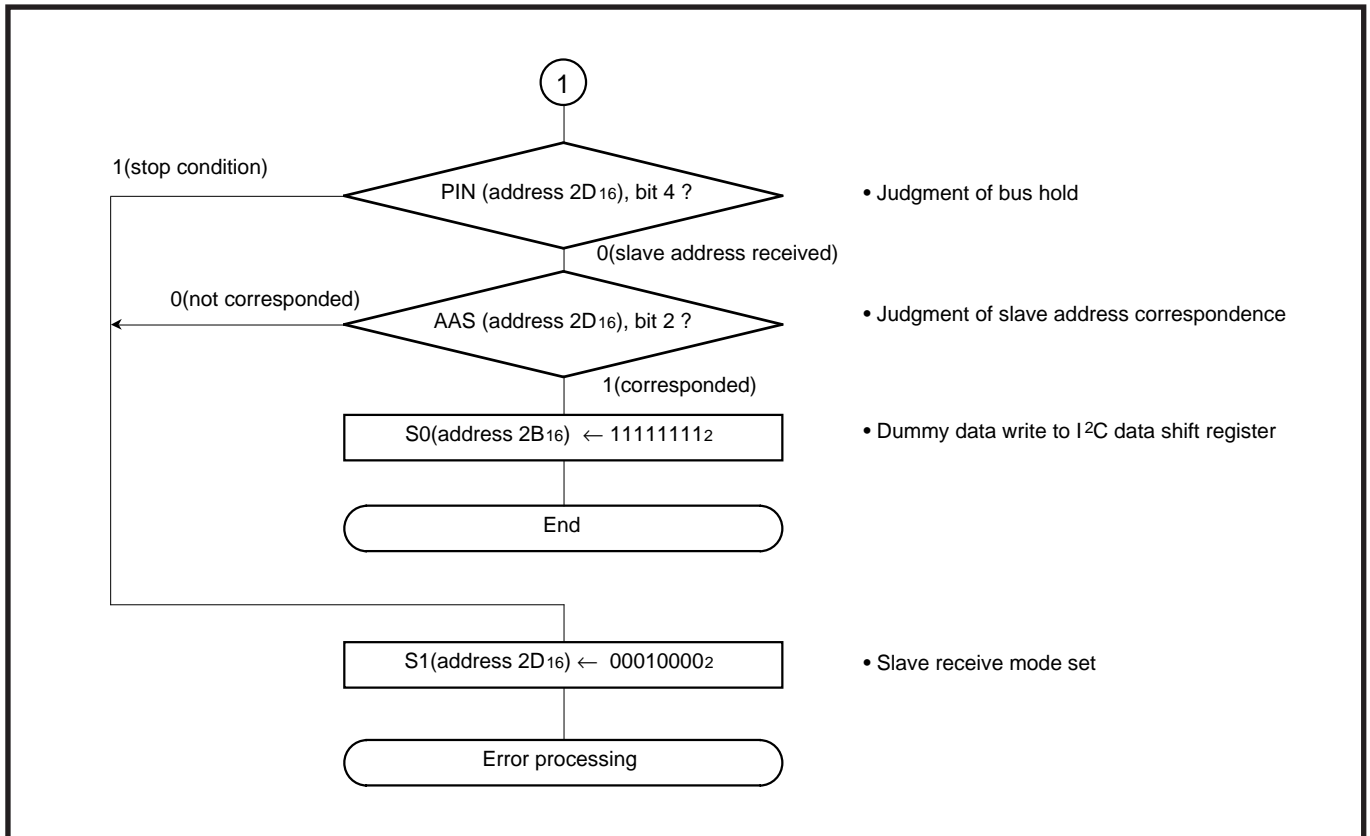 1
1(stop condition)
PIN (address 2D16), bit 4 ?
• Judgment of bus hold
0(slave address received)
0(not corresponded)
AAS (address 2D16), bit 2 ?
• Judgment of slave address correspondence
1(corresponded)
S0(address 2B16) ← 111111112
• Dummy data write to I2C data shift register
End
S1(address 2D16) ← 000100002
• Slave receive mode set
Error processing